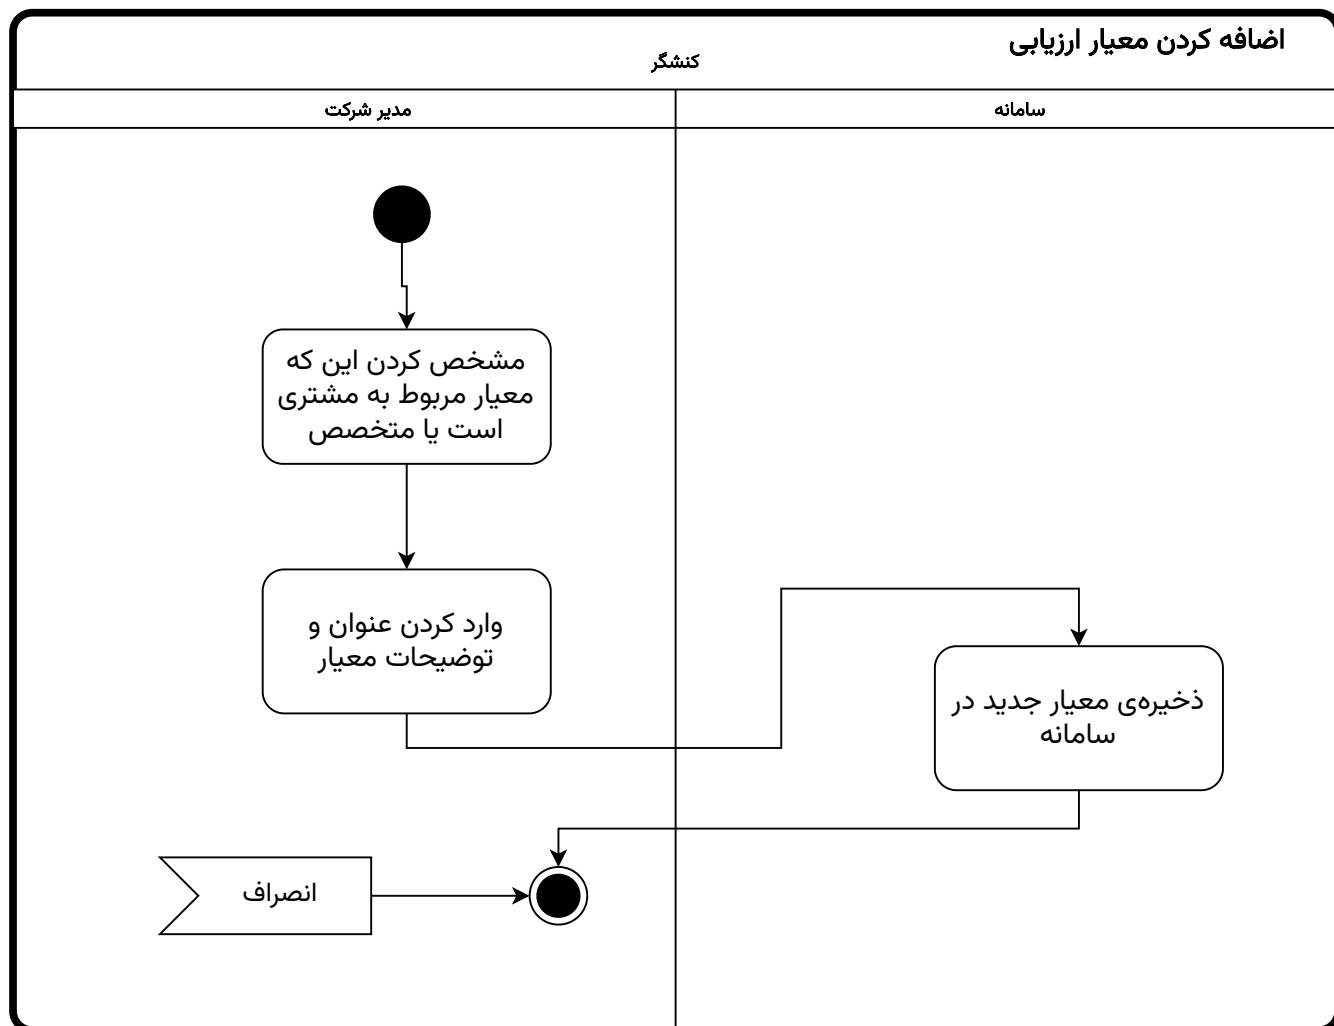 اضافه کردن معیار ارزیابی
کنشگر
مدیر شرکت
سامانه
مشخص کردن این که
معیار مربوط به مشتری
است یا متخصص
وارد کردن عنوان و
توضیحات معیار
ذخیره‌ی معیار جدید در
سامانه
انصراف